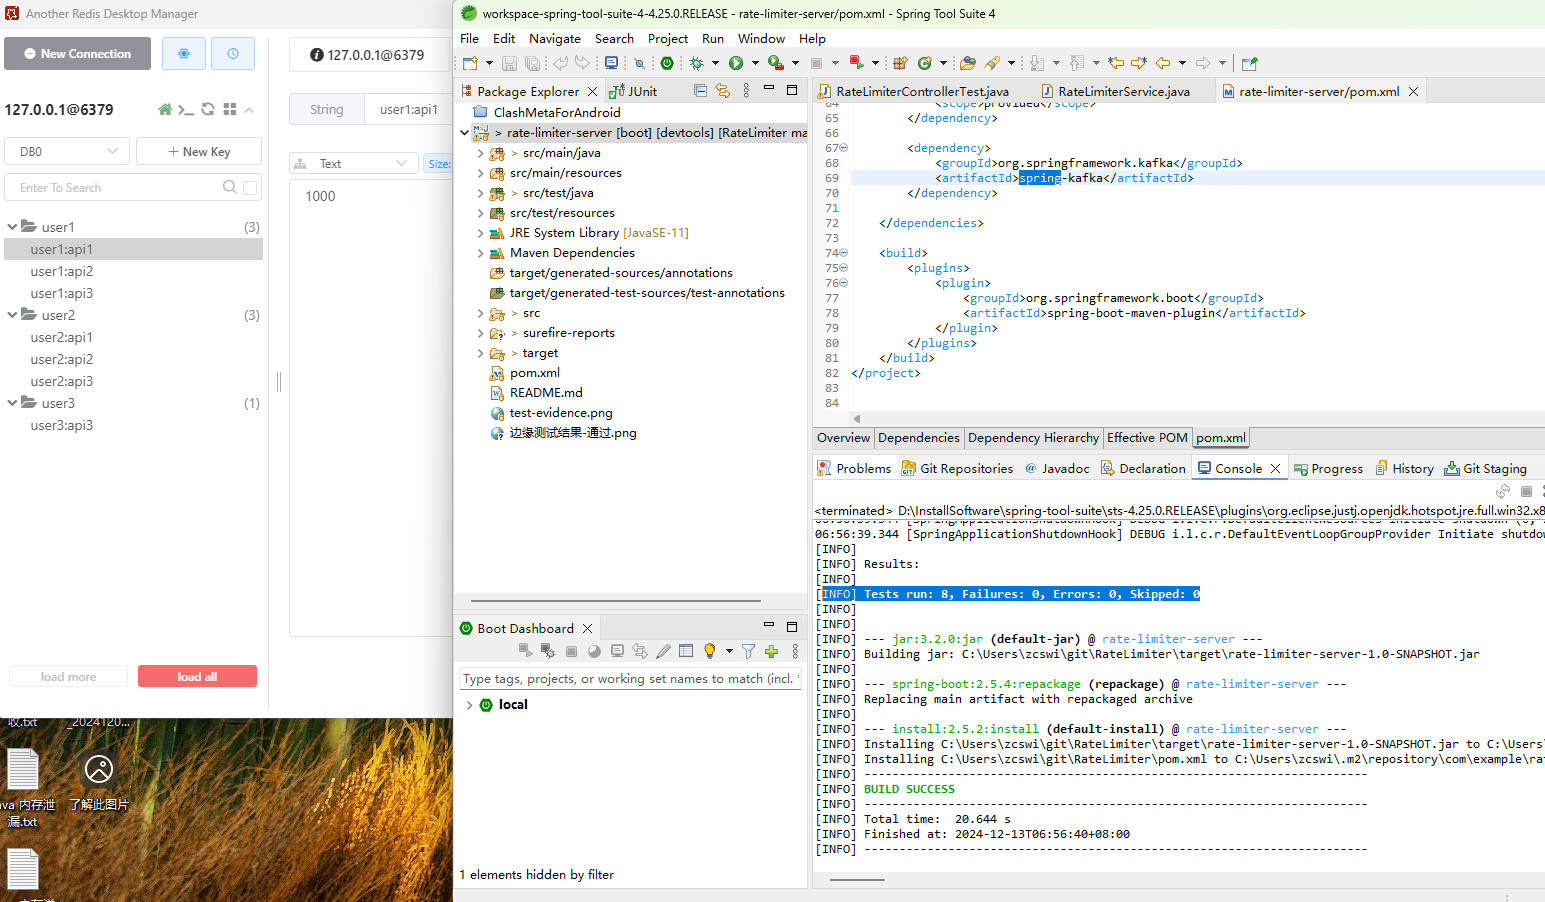 Another Redis Desktop Manager
New Connection
127.0.0.1@6379
127.0.0.1@6379
DB0
+ New Key
Enter To Search
user1 (3)
user1:api1
user1:api2
user1:api3
user2 (3)
user2:api1
user2:api2
user2:api3
user3 (1)
user3:api3
load more load all
String user1:api1
Text Size:
1000
收.txt _2024120...
ava 内存泄
漏.txt
了解此图片
workspace-spring-tool-suite-4-4.25.0.RELEASE - rate-limiter-server/pom.xml - Spring Tool Suite 4
File Edit Navigate Search Project Run Window Help
Package Explorer JUnit
ClashMetaForAndroid
> rate-limiter-server [boot] [devtools] [RateLimiter ma
> src/main/java
src/main/resources
> src/test/java
src/test/resources
JRE System Library [JavaSE-11]
Maven Dependencies
target/generated-sources/annotations
target/generated-test-sources/test-annotations
> src
> surefire-reports
> target
pom.xml
README.md
test-evidence.png
边缘测试结果-通过.png
Boot Dashboard
Type tags, projects, or working set names to match (incl. *
local
1 elements hidden by filter
RateLimiterControllerTest.java RateLimiterService.java rate-limiter-server/pom.xml
64 <scope>provided</scope>
65 </dependency>
66
67 <dependency>
68 <groupId>org.springframework.kafka</groupId>
69 <artifactId>spring-kafka</artifactId>
70 </dependency>
71
72 </dependencies>
73
74 <build>
75 <plugins>
76 <plugin>
77 <groupId>org.springframework.boot</groupId>
78 <artifactId>spring-boot-maven-plugin</artifactId>
79 </plugin>
80 </plugins>
81 </build>
82 </project>
83
84
Overview Dependencies Dependency Hierarchy Effective POM pom.xml
Problems Git Repositories Javadoc Declaration Console Progress History Git Staging
<terminated> D:\InstallSoftware\spring-tool-suite\sts-4.25.0.RELEASE\plugins\org.eclipse.justj.openjdk.hotspot.jre.full.win32.x8
06:56:39.344 [SpringApplicationShutdownHook] DEBUG i.l.c.r.DefaultClientResources Initiate shutdown (0,
06:56:39.344 [SpringApplicationShutdownHook] DEBUG i.l.c.r.DefaultEventLoopGroupProvider Initiate shutdow
[INFO]
[INFO] Results:
[INFO]
[INFO] Tests run: 8, Failures: 0, Errors: 0, Skipped: 0
[INFO]
[INFO]
[INFO] --- jar:3.2.0:jar (default-jar) @ rate-limiter-server ---
[INFO] Building jar: C:\Users\zcswi\git\RateLimiter\target\rate-limiter-server-1.0-SNAPSHOT.jar
[INFO]
[INFO] --- spring-boot:2.5.4:repackage (repackage) @ rate-limiter-server ---
[INFO] Replacing main artifact with repackaged archive
[INFO]
[INFO] --- install:2.5.2:install (default-install) @ rate-limiter-server ---
[INFO] Installing C:\Users\zcswi\git\RateLimiter\target\rate-limiter-server-1.0-SNAPSHOT.jar to C:\Users
[INFO] Installing C:\Users\zcswi\git\RateLimiter\pom.xml to C:\Users\zcswi\.m2\repository\com\example\rat
[INFO] ------------------------------------------------------------------
[INFO] BUILD SUCCESS
[INFO] ------------------------------------------------------------------
[INFO] Total time:  20.644 s
[INFO] Finished at: 2024-12-13T06:56:40+08:00
[INFO] ------------------------------------------------------------------